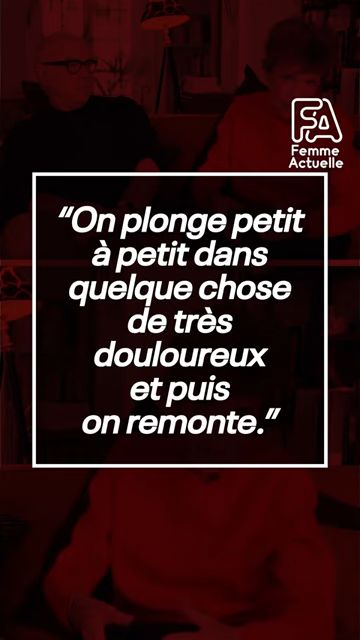 FA
Femme
Actuelle
“On plonge petit
à petit dans
quelque chose
de très
douloureux
et puis
on remonte.”